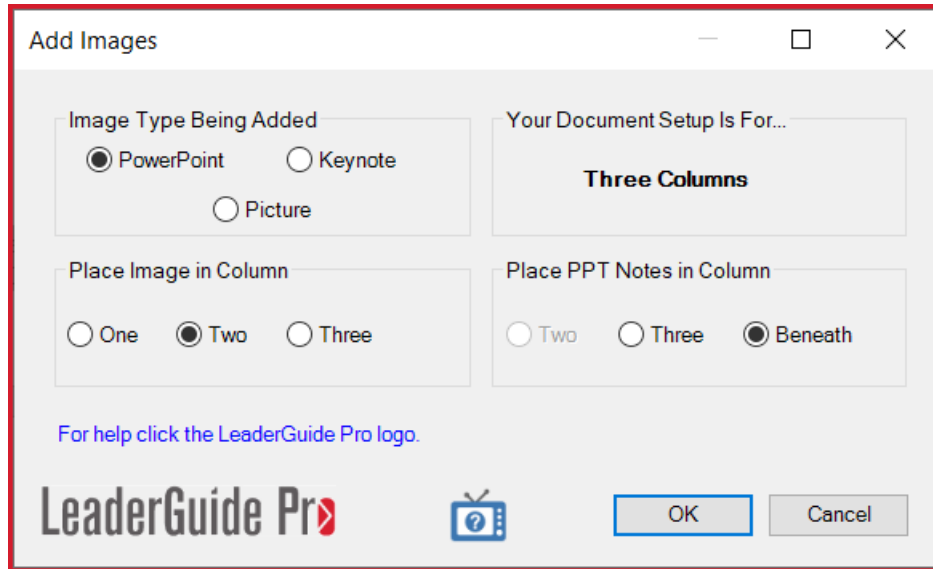 Add Images
Image Type Being Added
PowerPoint
Keynote
Picture
Your Document Setup Is For...
Three Columns
Place Image in Column
One
Two
Three
Place PPT Notes in Column
Two
Three
Beneath
For help click the LeaderGuide Pro logo.
LeaderGuide Pro
?
OK
Cancel